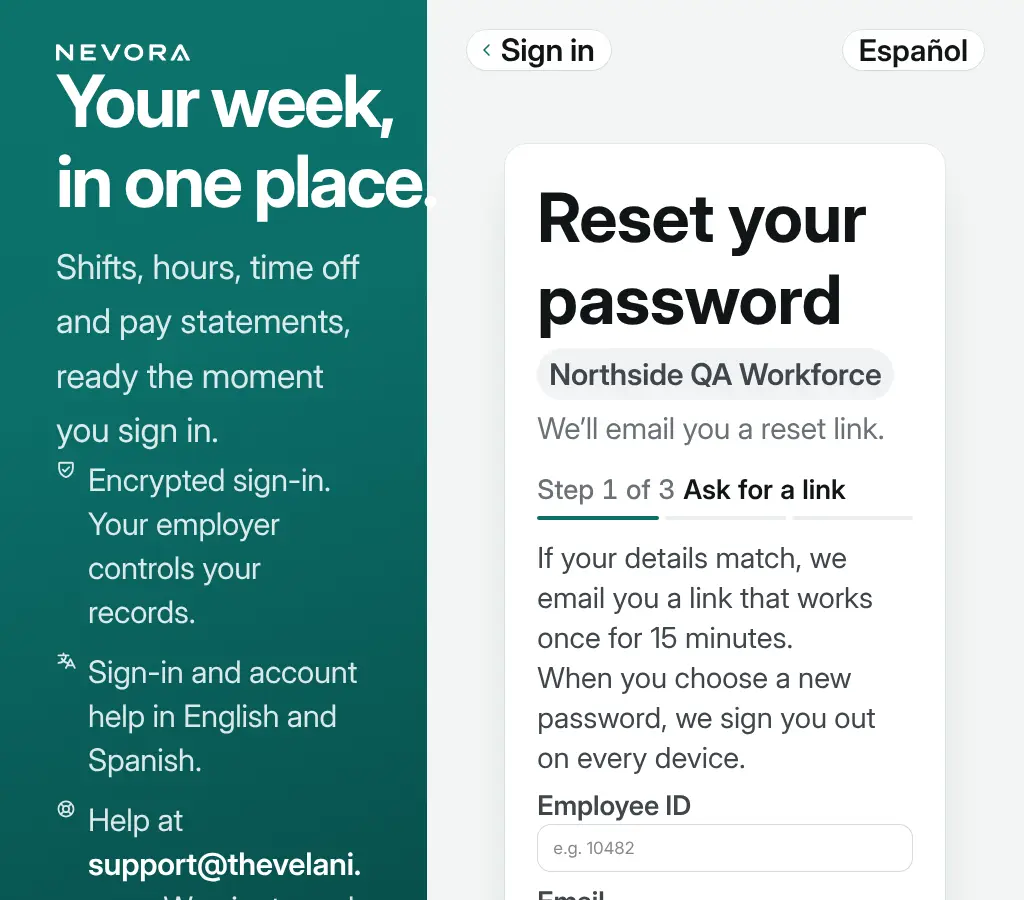 NEVORA
Your week,
in one place.
Shifts, hours, time off
and pay statements,
ready the moment
you sign in.
Encrypted sign-in.
Your employer
controls your
records.
Sign-in and account
help in English and
Spanish.
Help at
support@thevelani.
‹ Sign in
Español
Reset your
password
Northside QA Workforce
We’ll email you a reset link.
Step 1 of 3 Ask for a link
If your details match, we
email you a link that works
once for 15 minutes.
When you choose a new
password, we sign you out
on every device.
Employee ID
e.g. 10482
Email